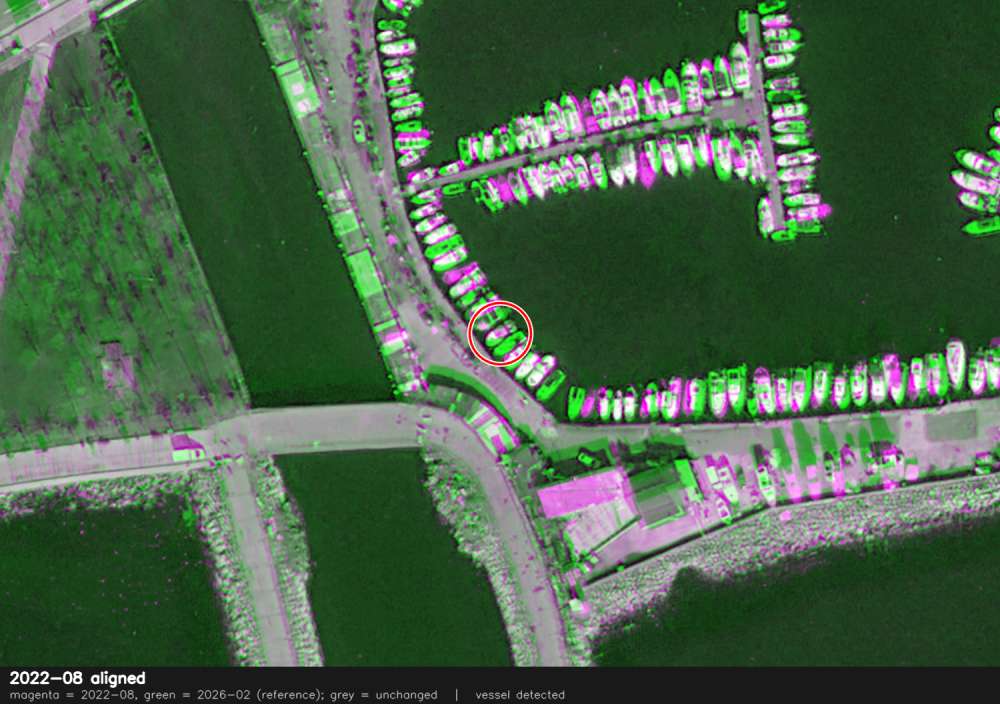 2022-08 aligned
magenta = 2022-08, green = 2026-02 (reference); grey = unchanged | vessel detected